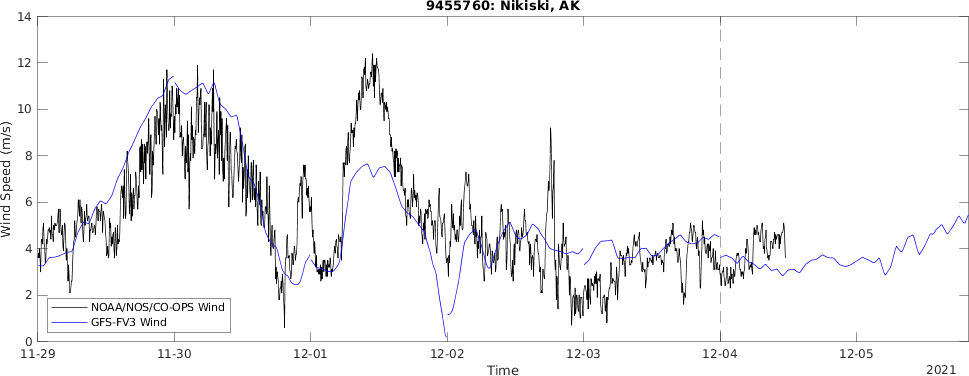 9455760: Nikiski, AK
14
12
10
8
6
4
2
0
Wind Speed (m/s)
NOAA/NOS/CO-OPS Wind
GFS-FV3 Wind
11-29 11-30 12-01 12-02 12-03 12-04 12-05
Time
2021